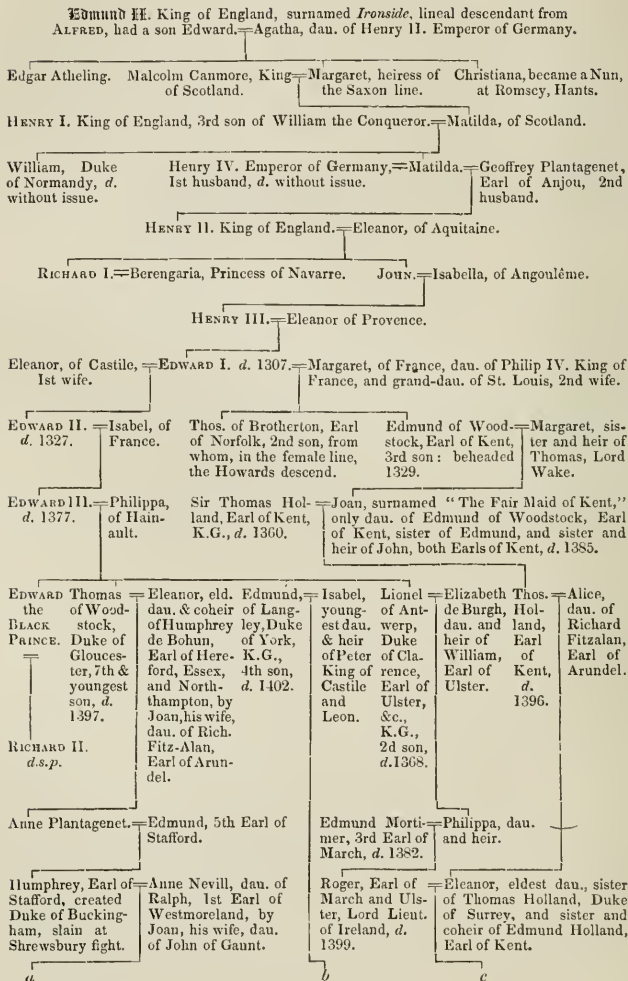 Edmund II. King of England, surnamed Ironside, lineal descendant from
ALFRED, had a son Edward.=Agatha, dau. of Henry II. Emperor of Germany.
Edgar Atheling.
Malcolm Canmore, King
of Scotland.
=Margaret, heiress of
the Saxon line.
Christiana, became a Nun,
at Romsey, Hants.
HENRY I. King of England, 3rd son of William the Conqueror.=Matilda, of Scotland.
William, Duke
of Normandy, d.
without issue.
Henry IV. Emperor of Germany,
1st husband, d. without issue.
=Matilda.=
Geoffrey Plantagenet,
Earl of Anjou, 2nd
husband.
HENRY II. King of England.=Eleanor, of Aquitaine.
RICHARD I.=Berengaria, Princess of Navarre.
JOHN.=Isabella, of Angoulême.
HENRY III.=Eleanor of Provence.
Eleanor, of Castile,
1st wife.
=EDWARD I. d. 1307.=
Margaret, of France, dau. of Philip IV. King of
France, and grand-dau. of St. Louis, 2nd wife.
EDWARD II.
d. 1327.
=Isabel, of
France.
Thos. of Brotherton, Earl
of Norfolk, 2nd son, from
whom, in the female line,
the Howards descend.
Edmund of Wood-
stock, Earl of Kent,
3rd son: beheaded
1329.
=Margaret, sis-
ter and heir of
Thomas, Lord
Wake.
EDWARD III.
d. 1377.
=Philippa,
of Hain-
ault.
Sir Thomas Hol-
land, Earl of Kent,
K.G., d. 1360.
=Joan, surnamed "The Fair Maid of Kent,"
only dau. of Edmund of Woodstock, Earl
of Kent, sister of Edmund, and sister and
heir of John, both Earls of Kent, d. 1385.
EDWARD
the
BLACK
PRINCE.
=
RICHARD II.
d.s.p.
Thomas
of Wood-
stock,
Duke of
Glouces-
ter, 7th &
youngest
son, d.
1397.
=Eleanor, eld.
dau. & coheir
of Humphrey
de Bohun,
Earl of Here-
ford, Essex,
and North-
thampton, by
Joan, his wife,
dau. of Rich.
Fitz-Alan,
Earl of Arun-
del.
Edmund,
of Lang-
ley, Duke
of York,
K.G.,
4th son,
d. 1402.
=Isabel,
young-
est dau.
& heir
of Peter
King of
Castile
and
Leon.
Lionel
of Ant-
werp,
Duke
of Cla-
rence,
Earl of
Ulster,
&c.,
K.G.,
2d son,
d. 1368.
=Elizabeth
de Burgh,
dau. and
heir of
William,
Earl of
Ulster.
Thos.
Hol-
land,
Earl
of
Kent,
d.
1396.
=Alice,
dau. of
Richard
Fitzalan,
Earl of
Arundel.
Anne Plantagenet.=Edmund, 5th Earl of
Stafford.
Edmund Morti-
mer, 3rd Earl of
March, d. 1382.
=Philippa, dau.
and heir.
Humphrey, Earl of
Stafford, created
Duke of Bucking-
ham, slain at
Shrewsbury fight.
=Anne Nevill, dau. of
Ralph, 1st Earl of
Westmoreland, by
Joan, his wife, dau.
of John of Gaunt.
Roger, Earl of
March and Uls-
ter, Lord Lieut.
of Ireland, d.
1399.
=Eleanor, eldest dau., sister
of Thomas Holland, Duke
of Surrey, and sister and
coheir of Edmund Holland,
Earl of Kent.
a
b
c